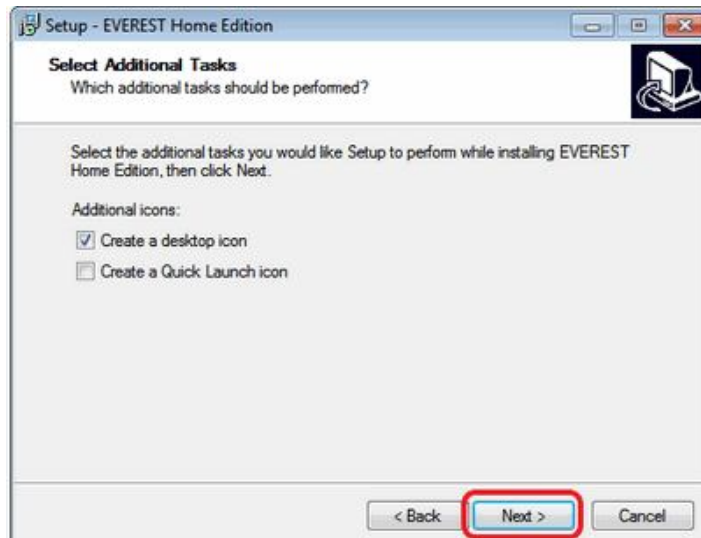 Setup - EVEREST Home Edition
Select Additional Tasks
Which additional tasks should be performed?
Select the additional tasks you would like Setup to perform while installing EVEREST
Home Edition, then click Next.
Additional icons:
Create a desktop icon
Create a Quick Launch icon
< Back Next > Cancel